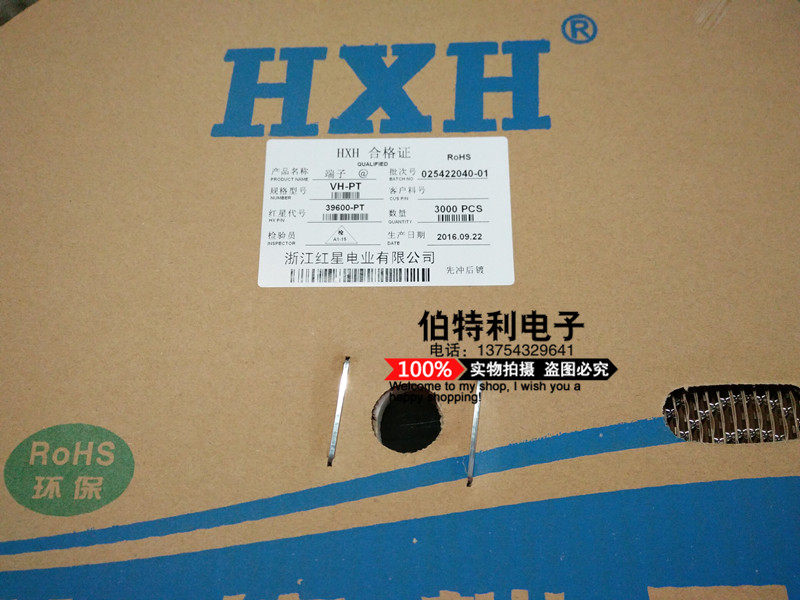 HXH®
HXH 合格证 RoHS
QUALIFIED
产品名称 端子 @ 批次号 025422040-01
PRODUCT NAME BATCH NO
规格型号 VH-PT 客户料号
NUMBER CUS P/N
红星代号 39600-PT 数量 3000 PCS
HX P/N QUANTITY
检验员 检 A1-15 生产日期 2016.09.22
INSPECTOR DATE
浙江红星电业有限公司 先冲后镀
伯特利电子
电话：13754329641
100% 实物拍摄 盗图必究
Welcome to my shop, I wish you a
happy shopping!
RoHS
环保